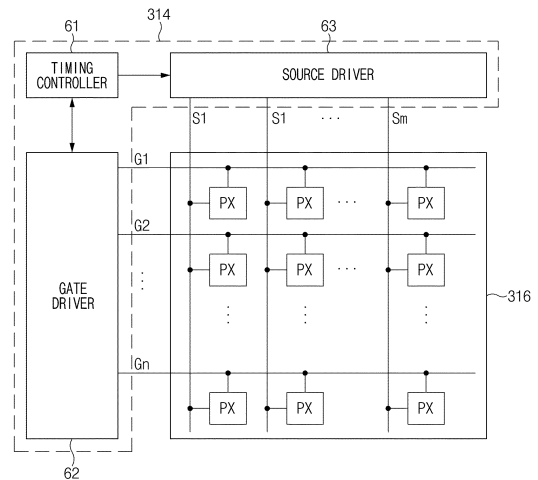 314
61
63
TIMING
CONTROLLER
SOURCE DRIVER
S1
S1
...
Sm
G1
PX
PX
...
PX
G2
PX
PX
...
PX
GATE
DRIVER
316
Gn
PX
PX
PX
62